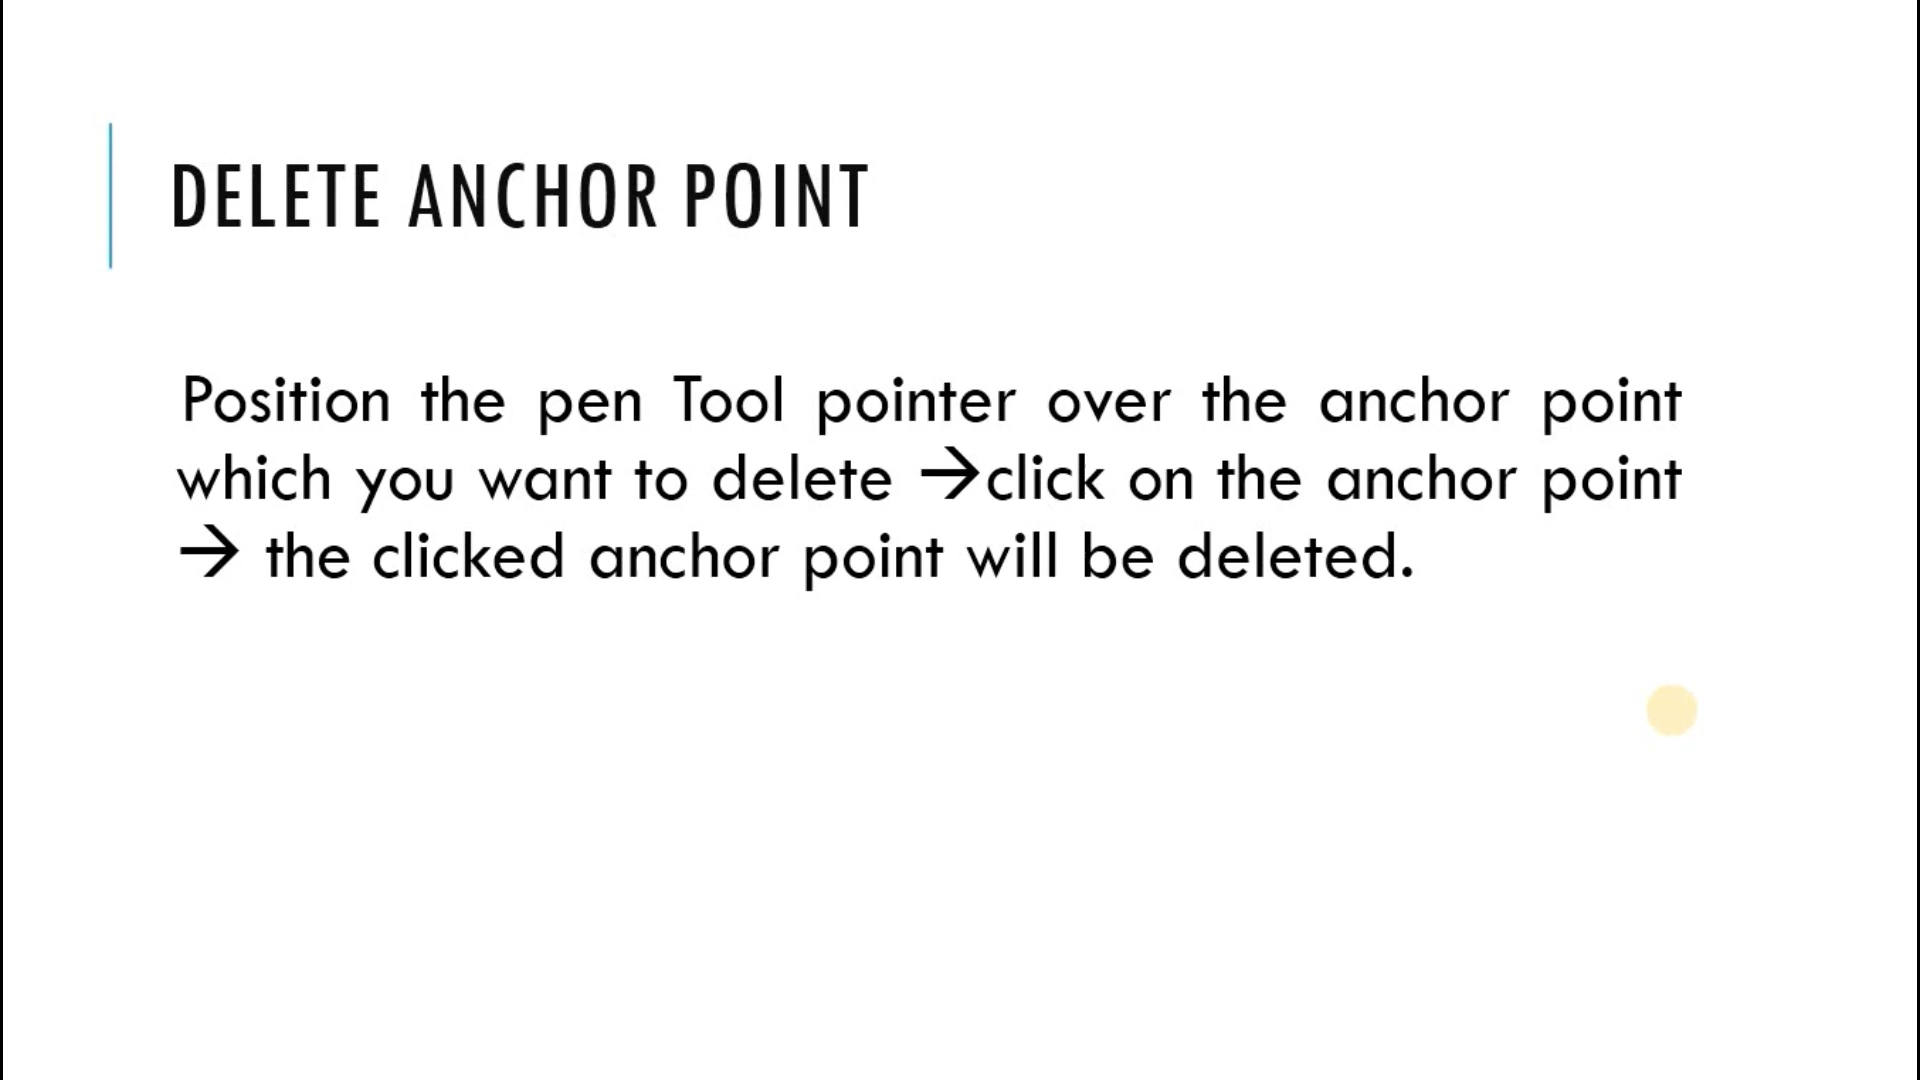 DELETE ANCHOR POINT
Position the pen Tool pointer over the anchor point
which you want to delete →click on the anchor point
→ the clicked anchor point will be deleted.